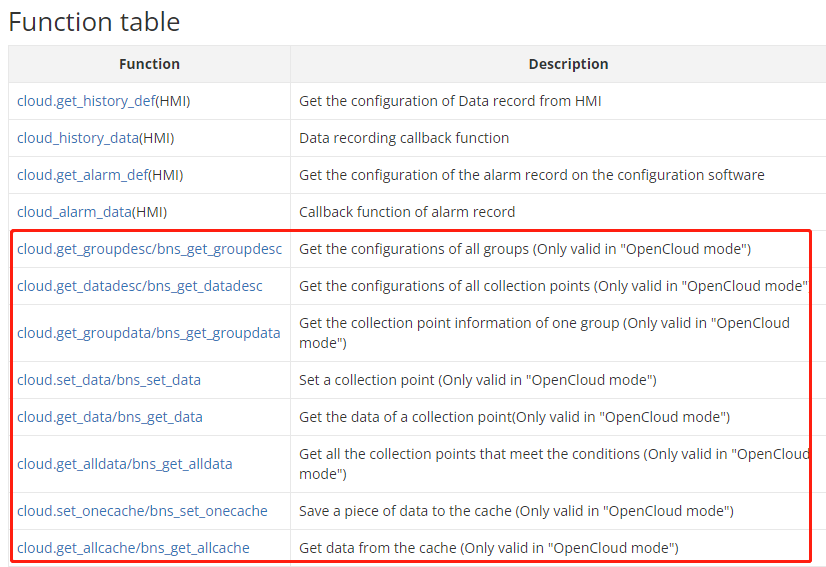 Function table
Function Description
cloud.get_history_def(HMI) Get the configuration of Data record from HMI
cloud_history_data(HMI) Data recording callback function
cloud.get_alarm_def(HMI) Get the configuration of the alarm record on the configuration software
cloud_alarm_data(HMI) Callback function of alarm record
cloud.get_groupdesc/bns_get_groupdesc Get the configurations of all groups (Only valid in "OpenCloud mode")
cloud.get_datadesc/bns_get_datadesc Get the configurations of all collection points (Only valid in "OpenCloud mode"
cloud.get_groupdata/bns_get_groupdata Get the collection point information of one group (Only valid in "OpenCloud
mode")
cloud.set_data/bns_set_data Set a collection point (Only valid in "OpenCloud mode")
cloud.get_data/bns_get_data Get the data of a collection point(Only valid in "OpenCloud mode")
cloud.get_alldata/bns_get_alldata Get all the collection points that meet the conditions (Only valid in "OpenCloud
mode")
cloud.set_onecache/bns_set_onecache Save a piece of data to the cache (Only valid in "OpenCloud mode")
cloud.get_allcache/bns_get_allcache Get data from the cache (Only valid in "OpenCloud mode")